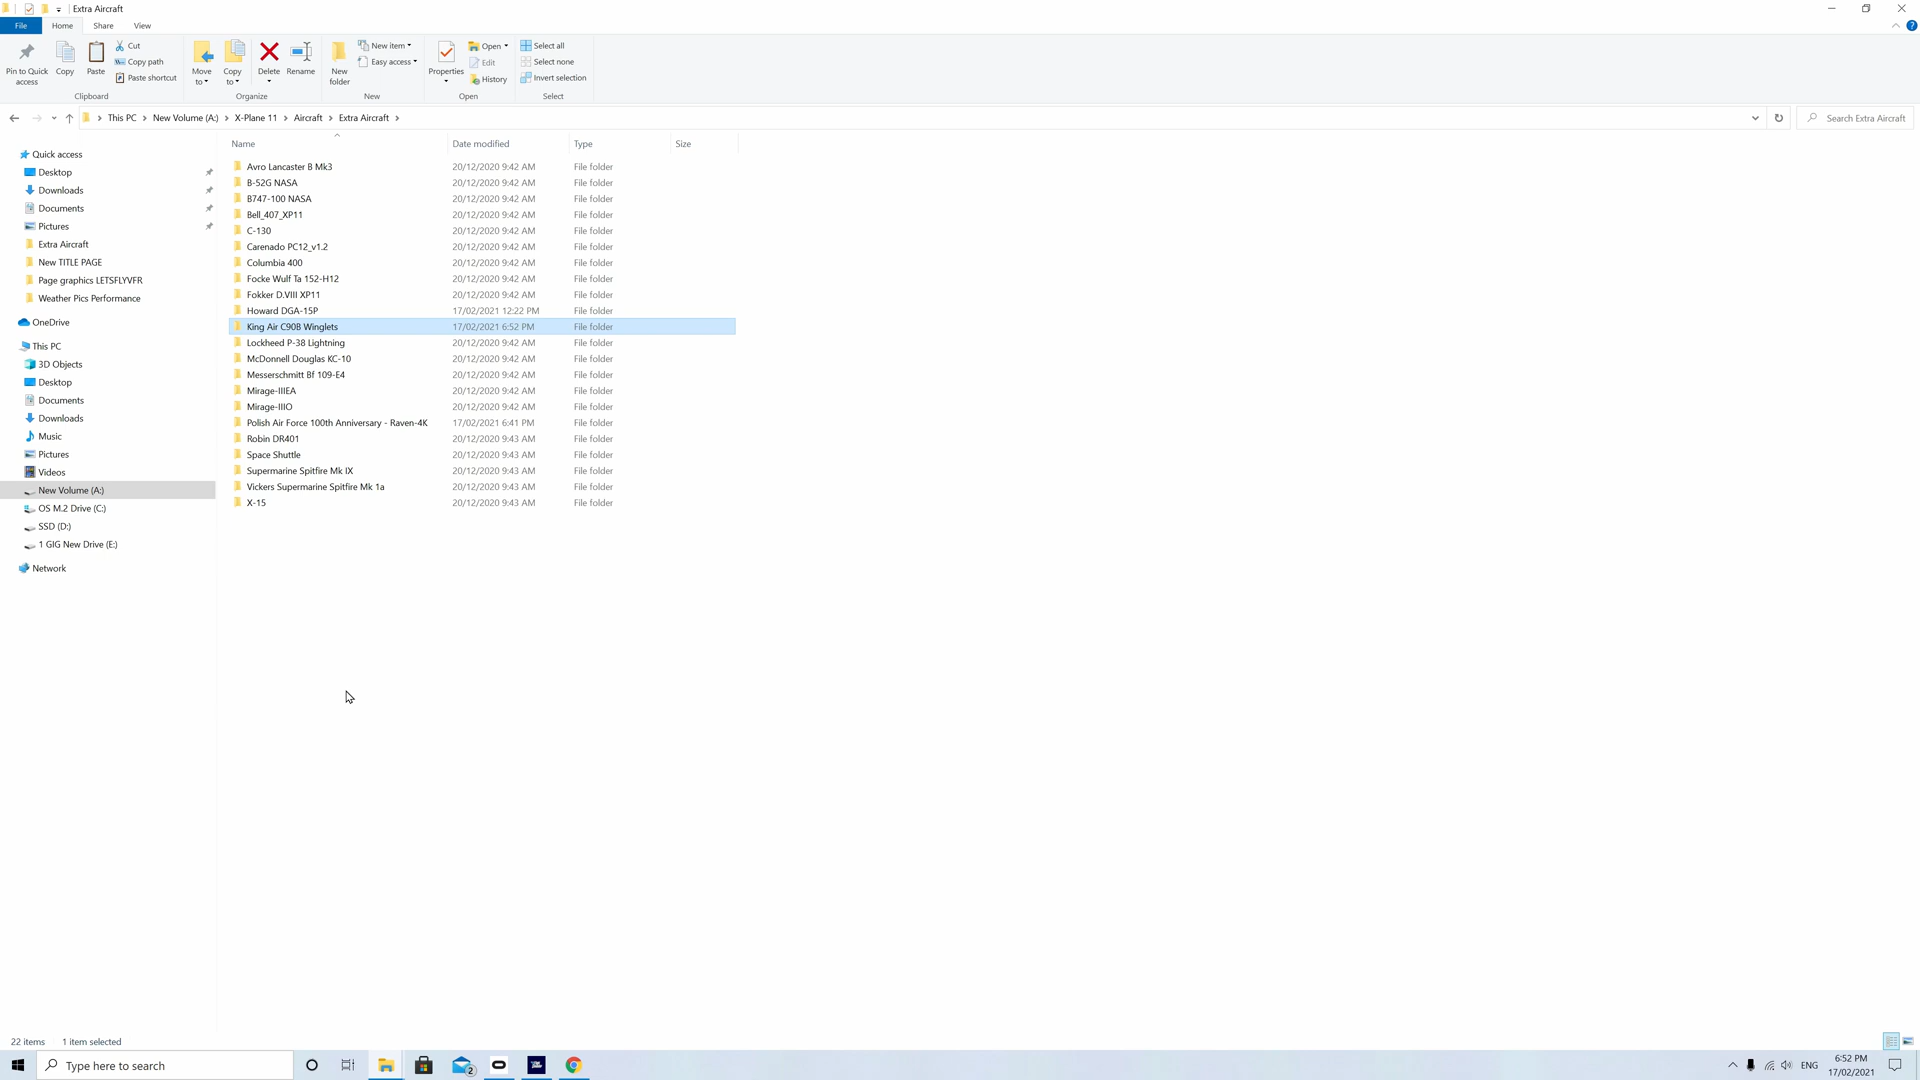 Extra Aircraft
File Home Share View
Pin to Quick access
Copy
Paste
Cut
Copy path
Paste shortcut
Clipboard
Move to
Copy to
Delete
Rename
Organize
New folder
New item
Easy access
New
Properties
Open
Edit
History
Open
Select all
Select none
Invert selection
Select
This PC > New Volume (A:) > X-Plane 11 > Aircraft > Extra Aircraft >
Search Extra Aircraft
Quick access
Desktop
Downloads
Documents
Pictures
Extra Aircraft
New TITLE PAGE
Page graphics LETSFLYVFR
Weather Pics Performance
OneDrive
This PC
3D Objects
Desktop
Documents
Downloads
Music
Pictures
Videos
New Volume (A:)
OS M.2 Drive (C:)
SSD (D:)
1 GIG New Drive (E:)
Network
Name Date modified Type Size
Avro Lancaster B Mk3 20/12/2020 9:42 AM File folder
B-52G NASA 20/12/2020 9:42 AM File folder
B747-100 NASA 20/12/2020 9:42 AM File folder
Bell_407_XP11 20/12/2020 9:42 AM File folder
C-130 20/12/2020 9:42 AM File folder
Carenado PC12_v1.2 20/12/2020 9:42 AM File folder
Columbia 400 20/12/2020 9:42 AM File folder
Focke Wulf Ta 152-H12 20/12/2020 9:42 AM File folder
Fokker D.VIII XP11 20/12/2020 9:42 AM File folder
Howard DGA-15P 17/02/2021 12:22 PM File folder
King Air C90B Winglets 17/02/2021 6:52 PM File folder
Lockheed P-38 Lightning 20/12/2020 9:42 AM File folder
McDonnell Douglas KC-10 20/12/2020 9:42 AM File folder
Messerschmitt Bf 109-E4 20/12/2020 9:42 AM File folder
Mirage-IIIEA 20/12/2020 9:42 AM File folder
Mirage-IIIO 20/12/2020 9:42 AM File folder
Polish Air Force 100th Anniversary - Raven-4K 17/02/2021 6:41 PM File folder
Robin DR401 20/12/2020 9:43 AM File folder
Space Shuttle 20/12/2020 9:43 AM File folder
Supermarine Spitfire Mk IX 20/12/2020 9:43 AM File folder
Vickers Supermarine Spitfire Mk 1a 20/12/2020 9:43 AM File folder
X-15 20/12/2020 9:43 AM File folder
22 items 1 item selected
Type here to search
2
ENG
6:52 PM
17/02/2021